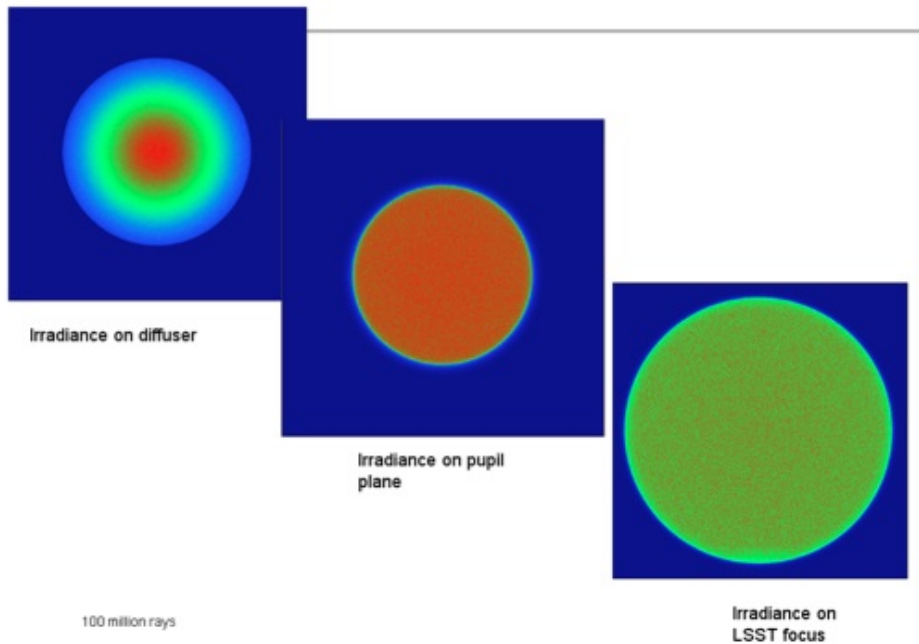 Irradiance on diffuser
Irradiance on pupil
plane
Irradiance on
LSST focus
100 million rays